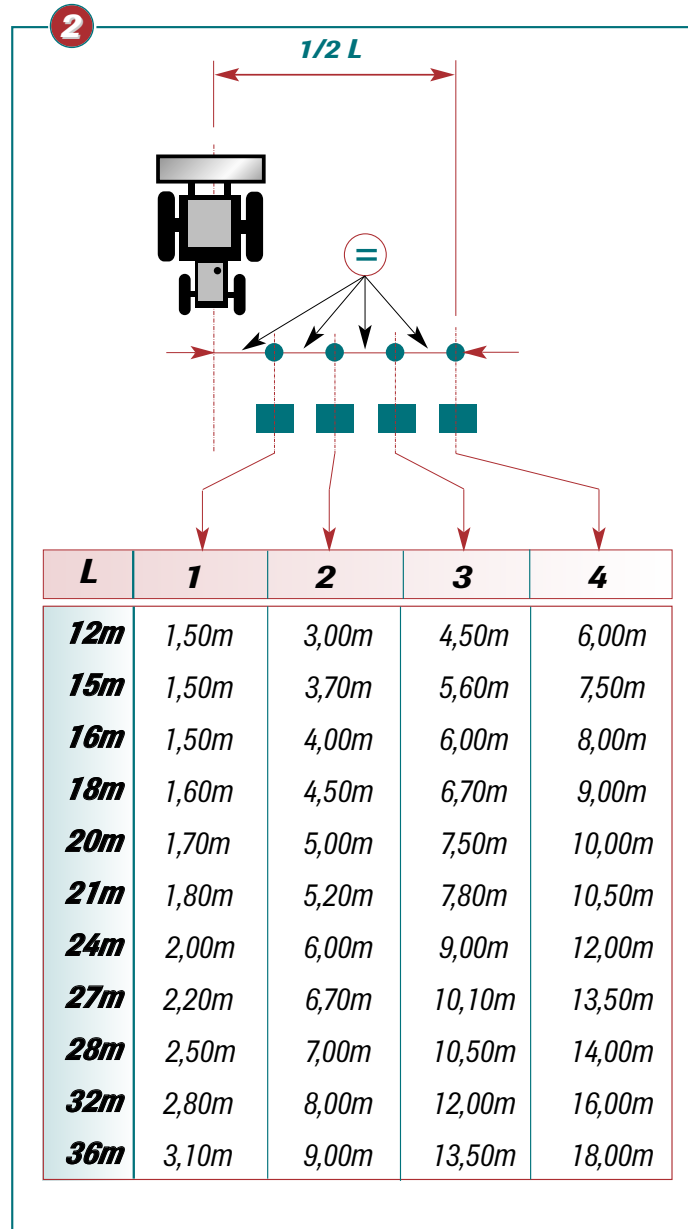 2
1/2 L
=
L 1 2 3 4
12m 1,50m 3,00m 4,50m 6,00m
15m 1,50m 3,70m 5,60m 7,50m
16m 1,50m 4,00m 6,00m 8,00m
18m 1,60m 4,50m 6,70m 9,00m
20m 1,70m 5,00m 7,50m 10,00m
21m 1,80m 5,20m 7,80m 10,50m
24m 2,00m 6,00m 9,00m 12,00m
27m 2,20m 6,70m 10,10m 13,50m
28m 2,50m 7,00m 10,50m 14,00m
32m 2,80m 8,00m 12,00m 16,00m
36m 3,10m 9,00m 13,50m 18,00m